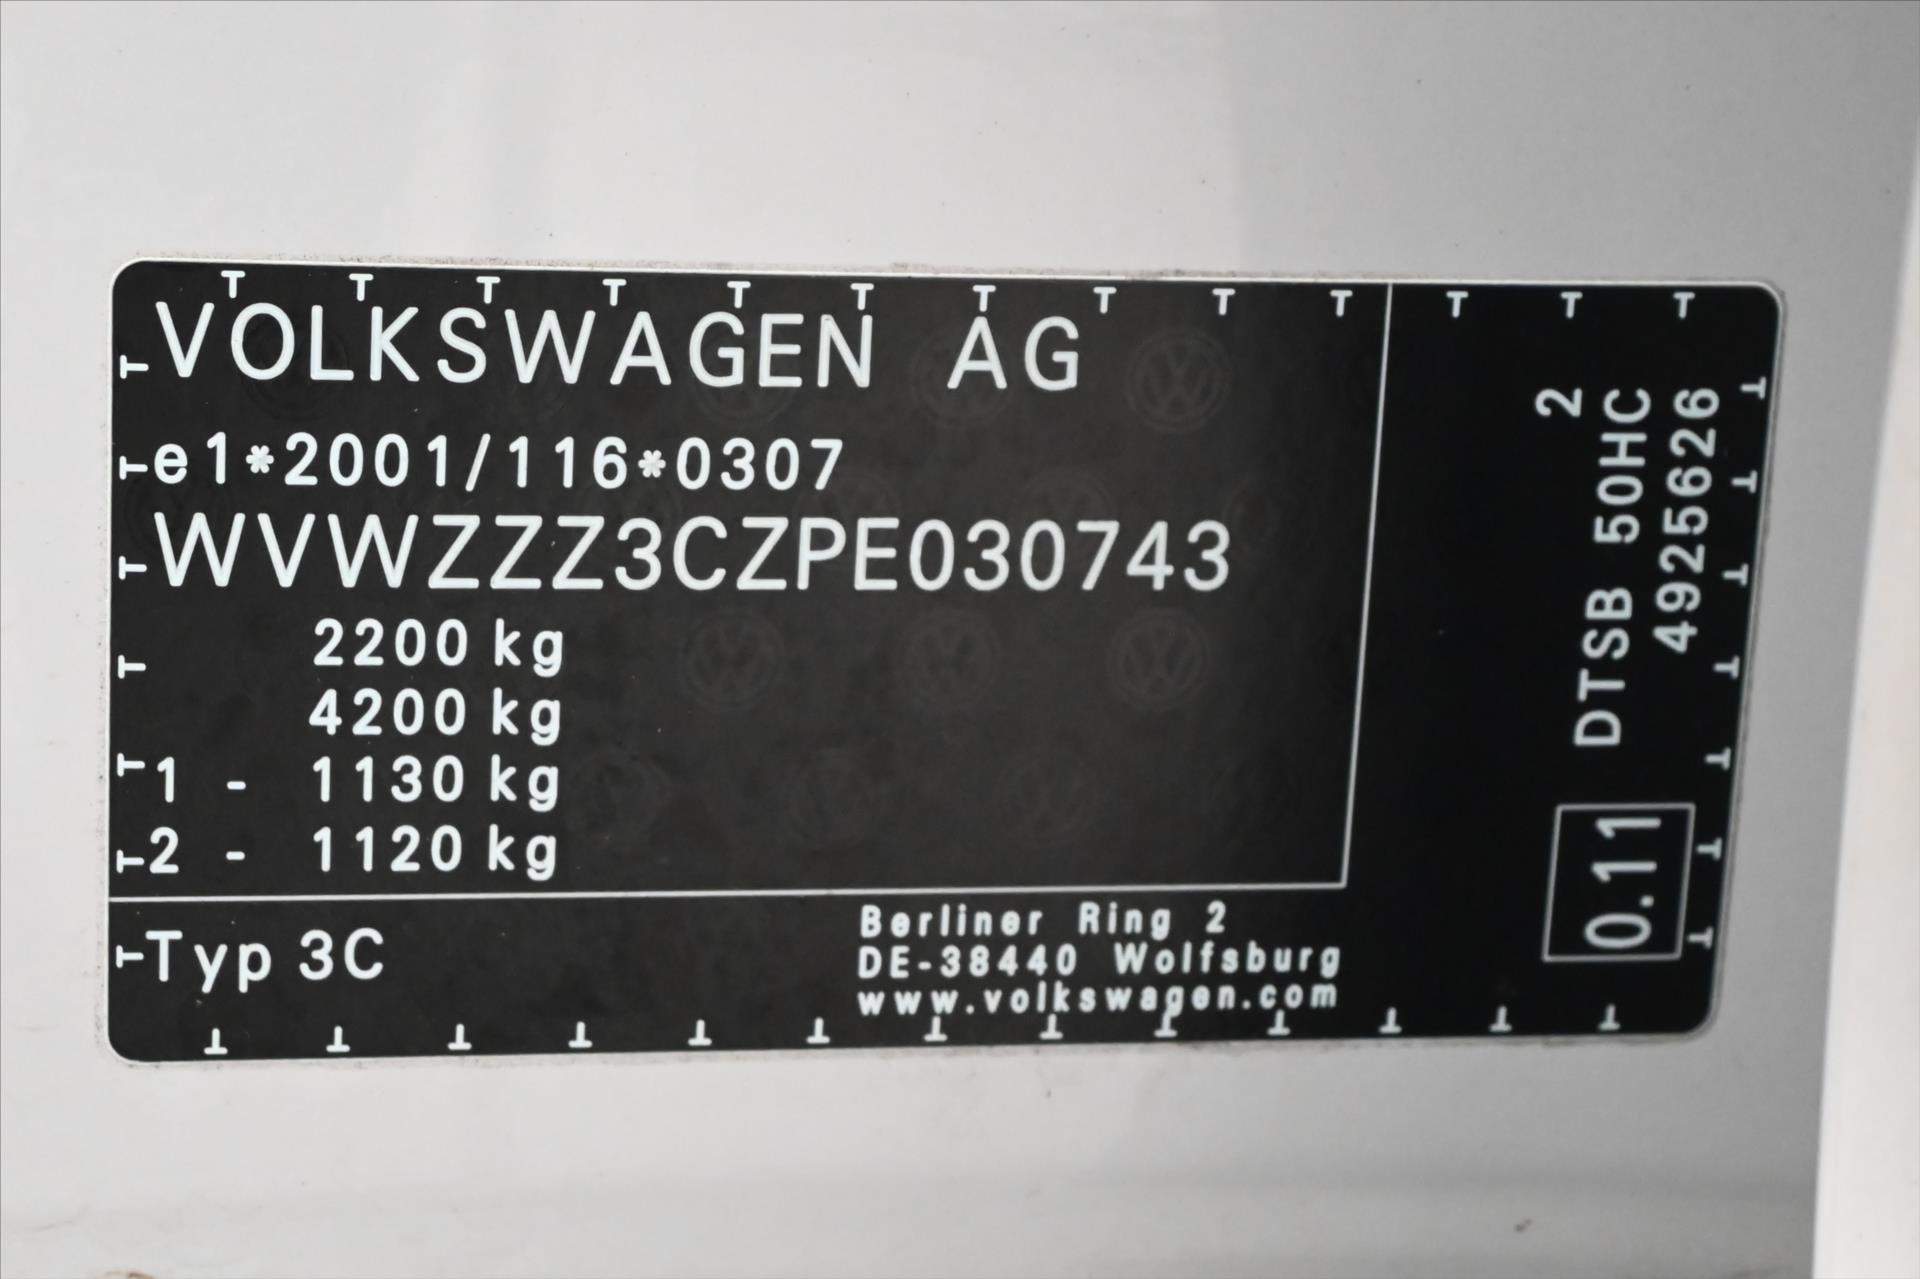 VOLKSWAGEN AG
e1*2001/116*0307
WVWZZZ3CZPE030743
2200 kg
4200 kg
1 - 1130 kg
2 - 1120 kg
Typ 3C
Berliner Ring 2
DE-38440 Wolfsburg
www.volkswagen.com
2
DTSB 50HC
4925626
0.11